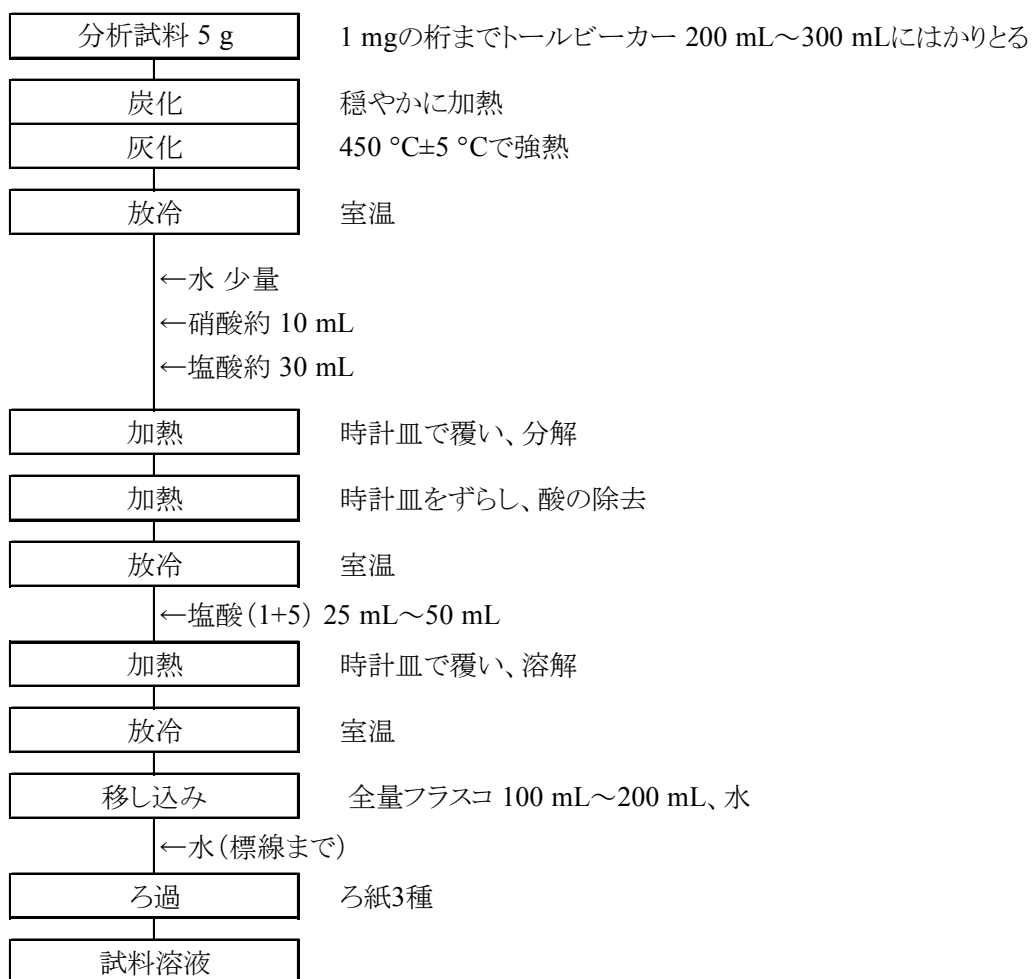 分析試料 5 g 1 mgの桁までトールビーカー 200 mL～300 mLにはかりとる
炭化 穏やかに加熱
灰化 450 °C±5 °Cで強熱
放冷 室温
←水 少量
←硝酸約 10 mL
←塩酸約 30 mL
加熱 時計皿で覆い、分解
加熱 時計皿をずらし、酸の除去
放冷 室温
←塩酸（1+5） 25 mL～50 mL
加熱 時計皿で覆い、溶解
放冷 室温
移し込み 全量フラスコ 100 mL～200 mL、水
←水（標線まで）
ろ過 ろ紙3種
試料溶液